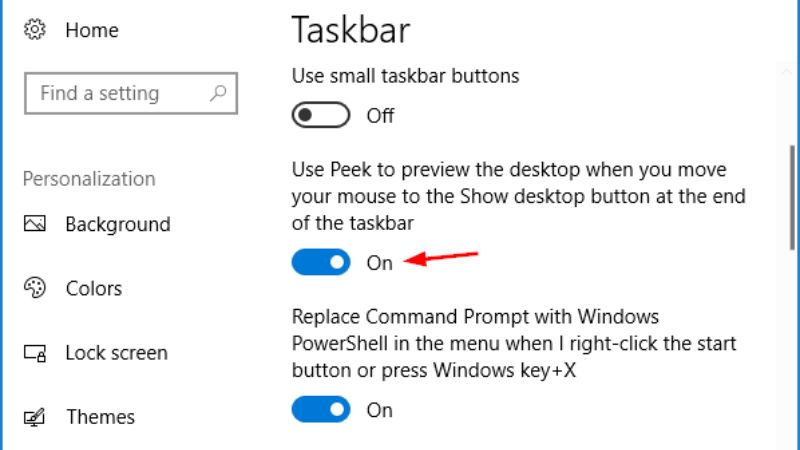 Home
Find a setting
Personalization
Background
Colors
Lock screen
Themes
Taskbar
Use small taskbar buttons
Off
Use Peek to preview the desktop when you move
your mouse to the Show desktop button at the end
of the taskbar
On
Replace Command Prompt with Windows
PowerShell in the menu when I right-click the start
button or press Windows key+X
On